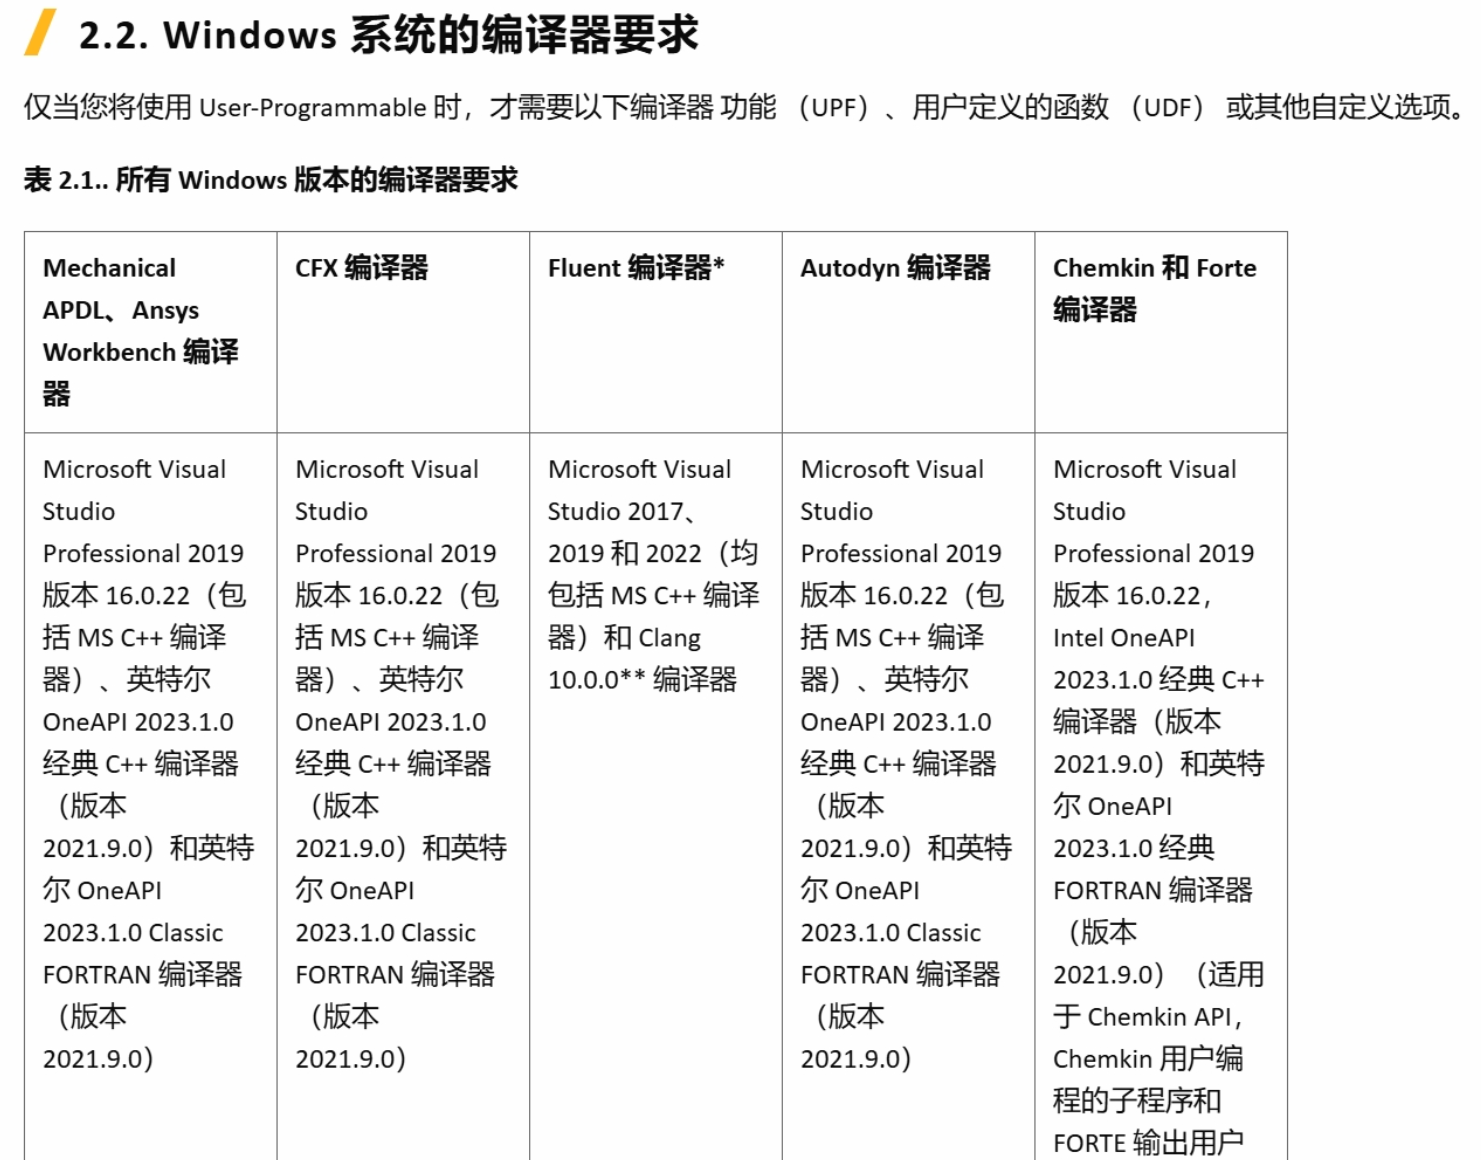 2.2. Windows 系统的编译器要求
仅当您将使用 User-Programmable 时，才需要以下编译器 功能 （UPF）、用户定义的函数 （UDF） 或其他自定义选项。
表 2.1.. 所有 Windows 版本的编译器要求
Mechanical
APDL、Ansys
Workbench 编译
器
CFX 编译器
Fluent 编译器*
Autodyn 编译器
Chemkin 和 Forte
编译器
Microsoft Visual
Studio
Professional 2019
版本 16.0.22（包
括 MS C++ 编译
器）、英特尔
OneAPI 2023.1.0
经典 C++ 编译器
（版本
2021.9.0）和英特
尔 OneAPI
2023.1.0 Classic
FORTRAN 编译器
（版本
2021.9.0）
Microsoft Visual
Studio
Professional 2019
版本 16.0.22（包
括 MS C++ 编译
器）、英特尔
OneAPI 2023.1.0
经典 C++ 编译器
（版本
2021.9.0）和英特
尔 OneAPI
2023.1.0 Classic
FORTRAN 编译器
（版本
2021.9.0）
Microsoft Visual
Studio 2017、
2019 和 2022（均
包括 MS C++ 编译
器）和 Clang
10.0.0** 编译器
Microsoft Visual
Studio
Professional 2019
版本 16.0.22（包
括 MS C++ 编译
器）、英特尔
OneAPI 2023.1.0
经典 C++ 编译器
（版本
2021.9.0）和英特
尔 OneAPI
2023.1.0 Classic
FORTRAN 编译器
（版本
2021.9.0）
Microsoft Visual
Studio
Professional 2019
版本 16.0.22，
Intel OneAPI
2023.1.0 经典 C++
编译器（版本
2021.9.0）和英特
尔 OneAPI
2023.1.0 经典
FORTRAN 编译器
（版本
2021.9.0）（适用
于 Chemkin API，
Chemkin 用户编
程的子程序和
FORTE 输出用户